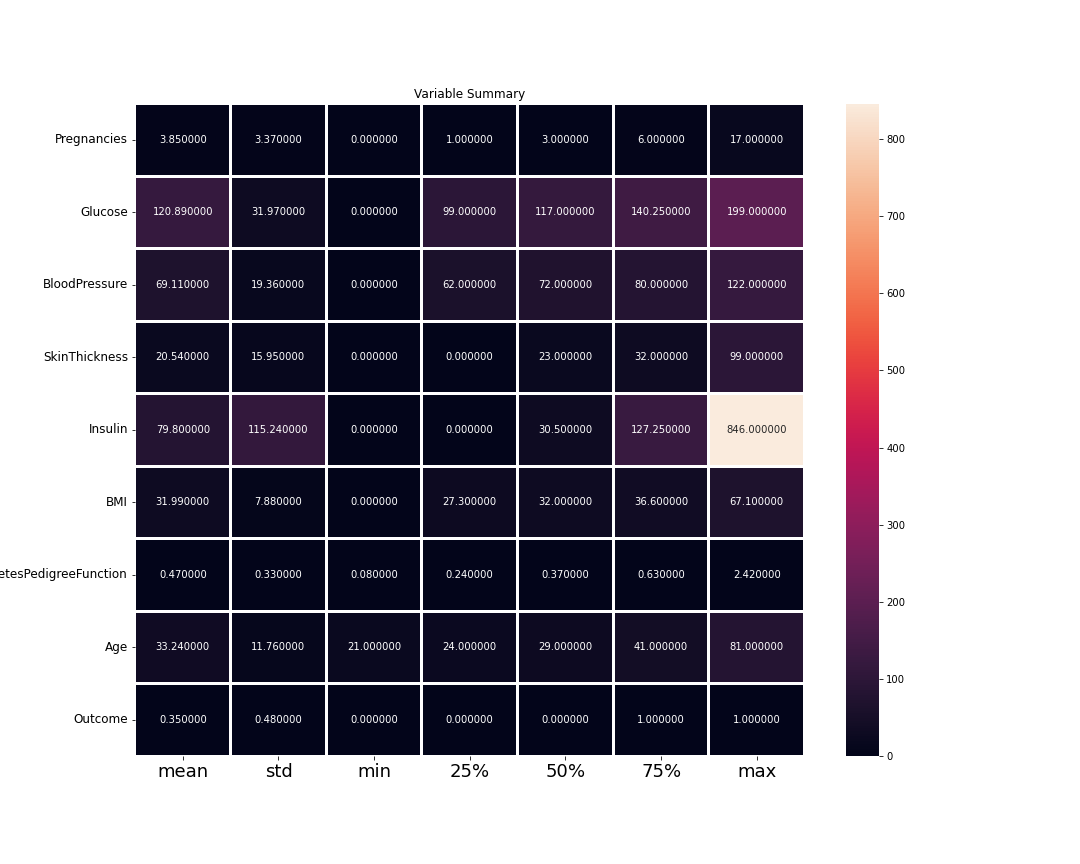 Variable Summary
Pregnancies 3.850000 3.370000 0.000000 1.000000 3.000000 6.000000 17.000000
Glucose 120.890000 31.970000 0.000000 99.000000 117.000000 140.250000 199.000000
BloodPressure 69.110000 19.360000 0.000000 62.000000 72.000000 80.000000 122.000000
SkinThickness 20.540000 15.950000 0.000000 0.000000 23.000000 32.000000 99.000000
Insulin 79.800000 115.240000 0.000000 0.000000 30.500000 127.250000 846.000000
BMI 31.990000 7.880000 0.000000 27.300000 32.000000 36.600000 67.100000
etesPedigreeFunction 0.470000 0.330000 0.080000 0.240000 0.370000 0.630000 2.420000
Age 33.240000 11.760000 21.000000 24.000000 29.000000 41.000000 81.000000
Outcome 0.350000 0.480000 0.000000 0.000000 0.000000 1.000000 1.000000
mean std min 25% 50% 75% max
800
700
600
500
400
300
200
100
0